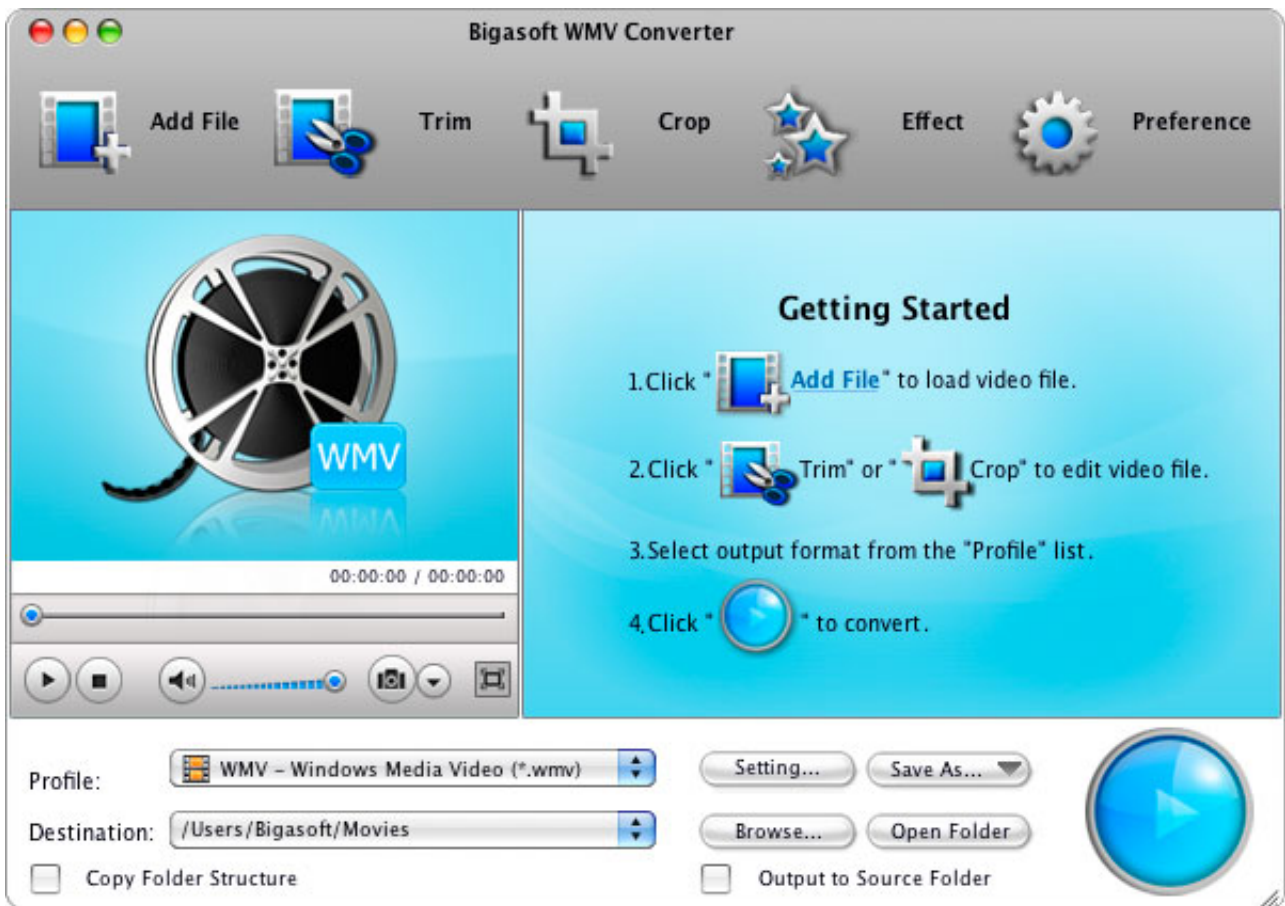 Bigasoft WMV Converter
Add File Trim Crop Effect Preference
WMV
Getting Started
1.Click "Add File" to load video file.
2.Click "Trim" or "Crop" to edit video file.
3.Select output format from the "Profile" list.
4.Click " " to convert.
00:00:00 / 00:00:00
Profile: WMV – Windows Media Video (*.wmv) Setting... Save As...
Destination: /Users/Bigasoft/Movies Browse... Open Folder
Copy Folder Structure Output to Source Folder